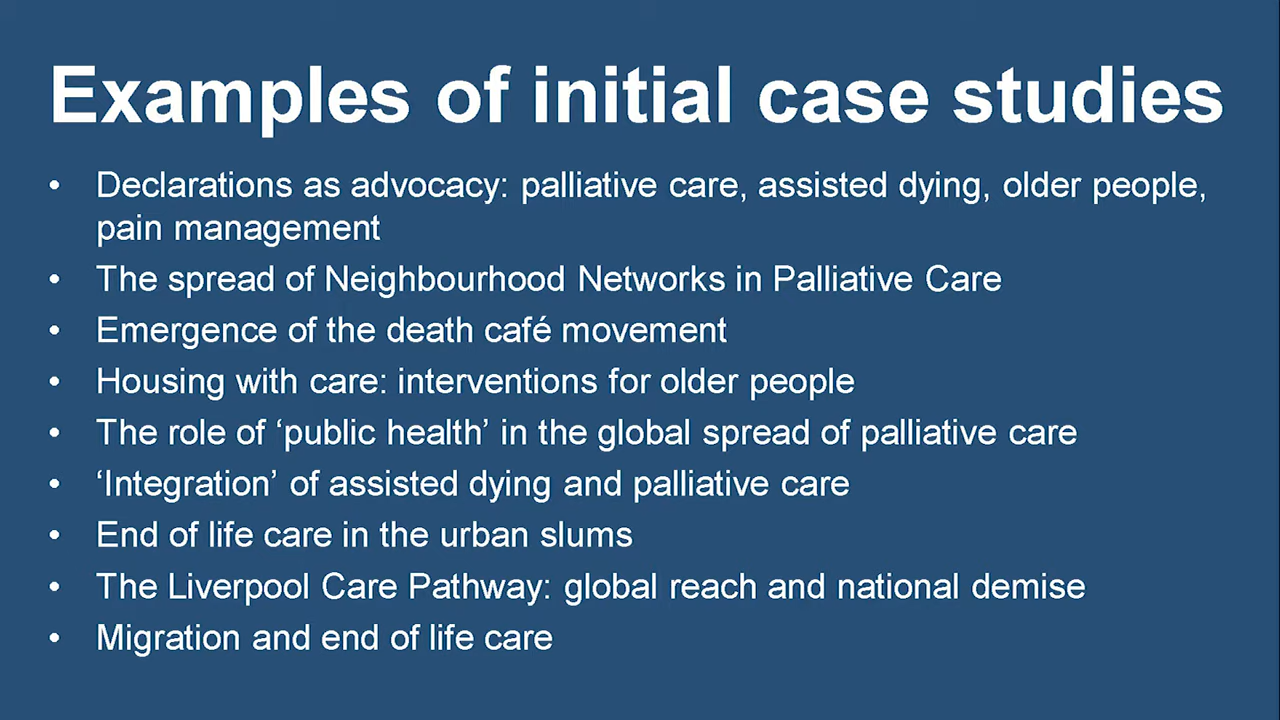 Examples of initial case studies
• Declarations as advocacy: palliative care, assisted dying, older people,
pain management
• The spread of Neighbourhood Networks in Palliative Care
• Emergence of the death café movement
• Housing with care: interventions for older people
• The role of ‘public health’ in the global spread of palliative care
• ‘Integration’ of assisted dying and palliative care
• End of life care in the urban slums
• The Liverpool Care Pathway: global reach and national demise
• Migration and end of life care